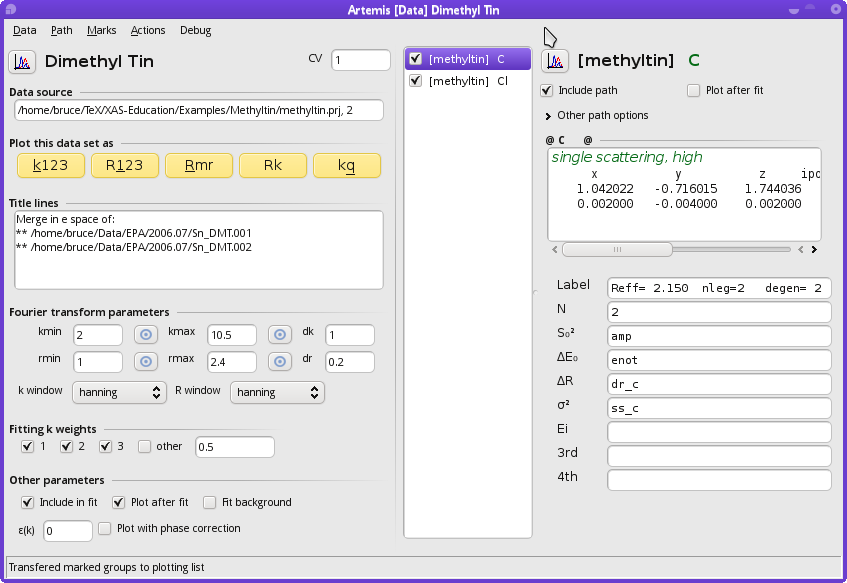 Artemis [Data] Dimethyl Tin
Data Path Marks Actions Debug
Dimethyl Tin
CV 1
Data source
/home/bruce/TeX/XAS-Education/Examples/Methyltin/methyltin.prj, 2
Plot this data set as
k123 R123 Rmr Rk kq
Title lines
Merge in e space of:
** /home/bruce/Data/EPA/2006.07/Sn_DMT.001
** /home/bruce/Data/EPA/2006.07/Sn_DMT.002
Fourier transform parameters
kmin 2 kmax 10.5 dk 1
rmin 1 rmax 2.4 dr 0.2
k window hanning R window hanning
Fitting k weights
1 2 3 other 0.5
Other parameters
Include in fit Plot after fit Fit background
ε(k) 0 Plot with phase correction
[methyltin] C
[methyltin] Cl
[methyltin] C
Include path Plot after fit
Other path options
@ C @
single scattering, high
x y z ipo
1.042022 -0.716015 1.744036
0.002000 -0.004000 0.002000
Label Reff= 2.150 nleg=2 degen= 2
N 2
S₀² amp
ΔE₀ enot
ΔR dr_c
σ² ss_c
Ei
3rd
4th
Transfered marked groups to plotting list